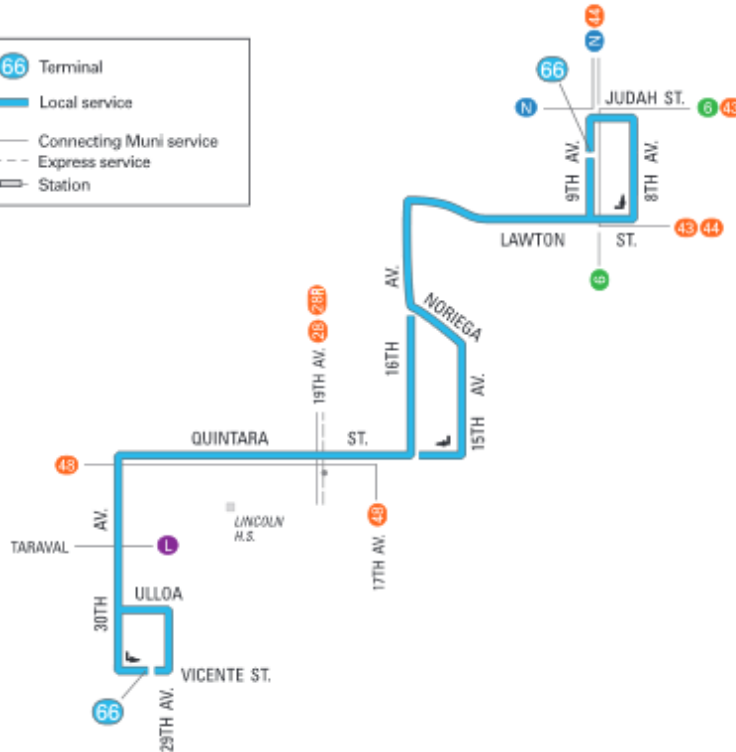 44
N
66 Terminal
66
Local service
N
JUDAH ST.
6
43
Connecting Muni service
Express service
Station
9TH AV.
8TH AV.
LAWTON ST.
43 44
6
16TH AV.
NORIEGA
28 28R
19TH AV.
15TH AV.
QUINTARA ST.
48
48
LINCOLN
H.S.
30TH AV.
TARAVAL
L
17TH AV.
ULLOA
VICENTE ST.
66
29TH AV.